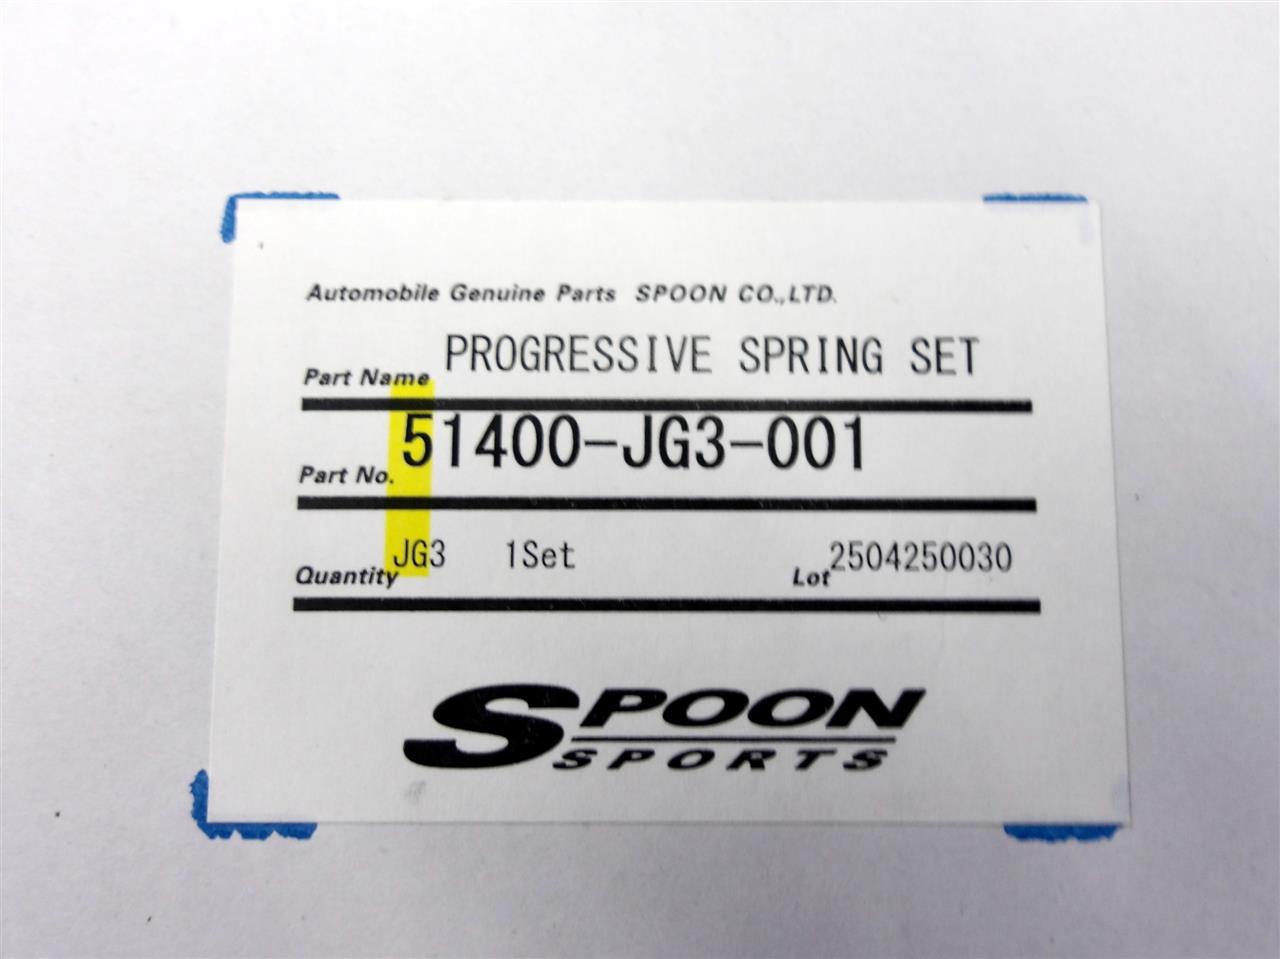 Automobile Genuine Parts SPOON CO.,LTD.
Part Name PROGRESSIVE SPRING SET
Part No. 51400-JG3-001
Quantity JG3 1Set Lot 2504250030
SPOON
SPORTS